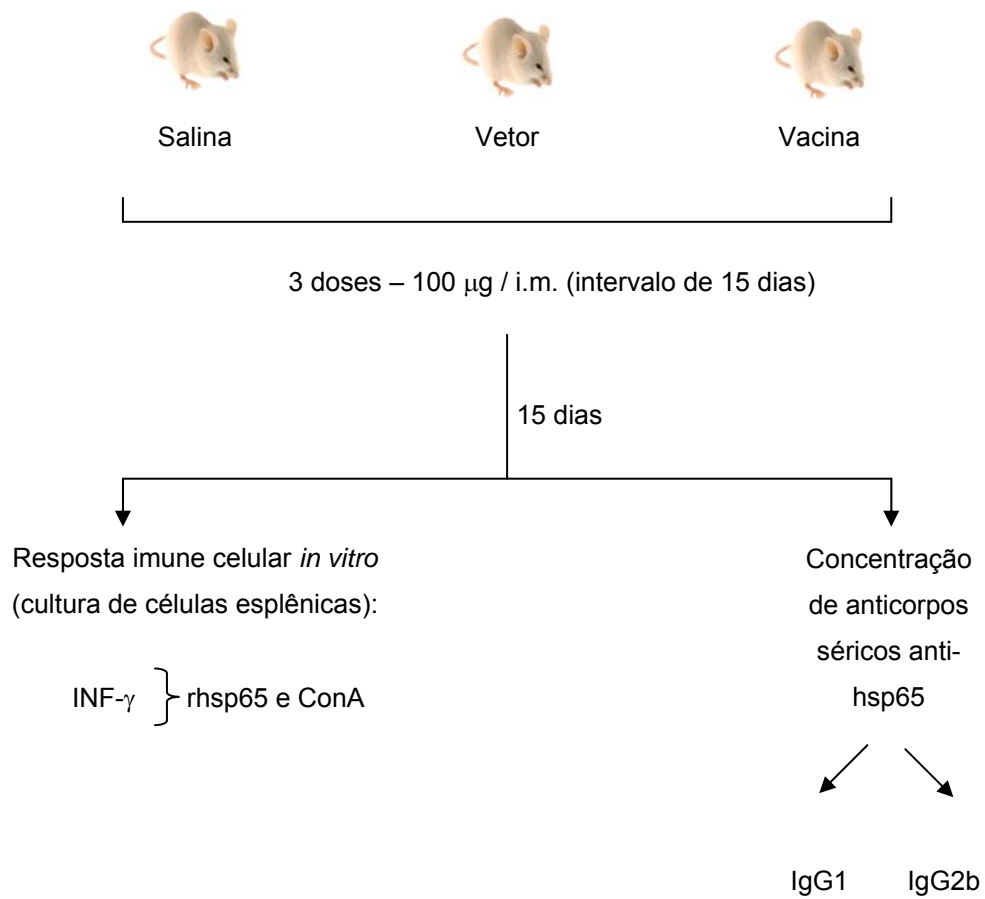 Salina Vetor Vacina
3 doses – 100 μg / i.m. (intervalo de 15 dias)
15 dias
Resposta imune celular in vitro
(cultura de células esplênicas):
INF-γ } rhsp65 e ConA
Concentração
de anticorpos
séricos anti-
hsp65
IgG1 IgG2b